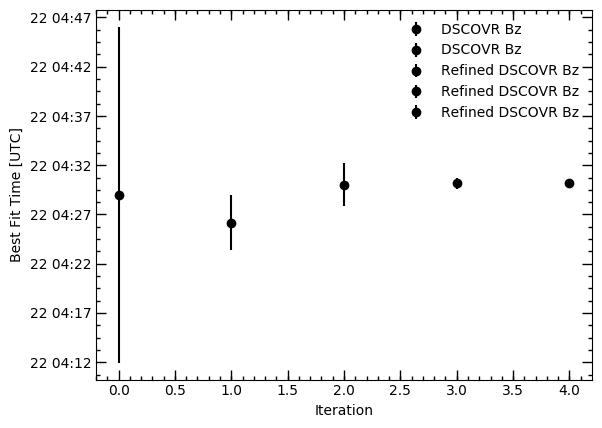 22 04:47
22 04:42
22 04:37
22 04:32
22 04:27
22 04:22
22 04:17
22 04:12
Best Fit Time [UTC]
DSCOVR Bz
DSCOVR Bz
Refined DSCOVR Bz
Refined DSCOVR Bz
Refined DSCOVR Bz
0.0 0.5 1.0 1.5 2.0 2.5 3.0 3.5 4.0
Iteration